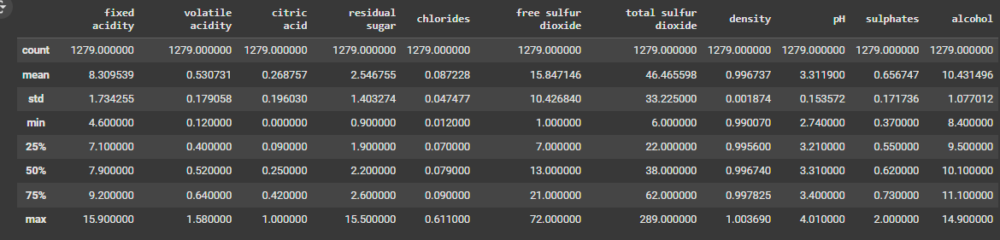 fixed acidity volatile acidity citric acid residual sugar chlorides free sulfur dioxide total sulfur dioxide density pH sulphates alcohol
count 1279.000000 1279.000000 1279.000000 1279.000000 1279.000000 1279.000000 1279.000000 1279.000000 1279.000000 1279.000000 1279.000000
mean 8.309539 0.530731 0.268757 2.546755 0.087228 15.847146 46.465598 0.996737 3.311900 0.656747 10.431496
std 1.734255 0.179058 0.196030 1.403274 0.047477 10.426840 33.225000 0.001874 0.153572 0.171736 1.077012
min 4.600000 0.120000 0.000000 0.900000 0.012000 1.000000 6.000000 0.990070 2.740000 0.370000 8.400000
25% 7.100000 0.400000 0.090000 1.900000 0.070000 7.000000 22.000000 0.995600 3.210000 0.550000 9.500000
50% 7.900000 0.520000 0.250000 2.200000 0.079000 13.000000 38.000000 0.996740 3.310000 0.620000 10.100000
75% 9.200000 0.640000 0.420000 2.600000 0.090000 21.000000 62.000000 0.997825 3.400000 0.730000 11.100000
max 15.900000 1.580000 1.000000 15.500000 0.611000 72.000000 289.000000 1.003690 4.010000 2.000000 14.900000